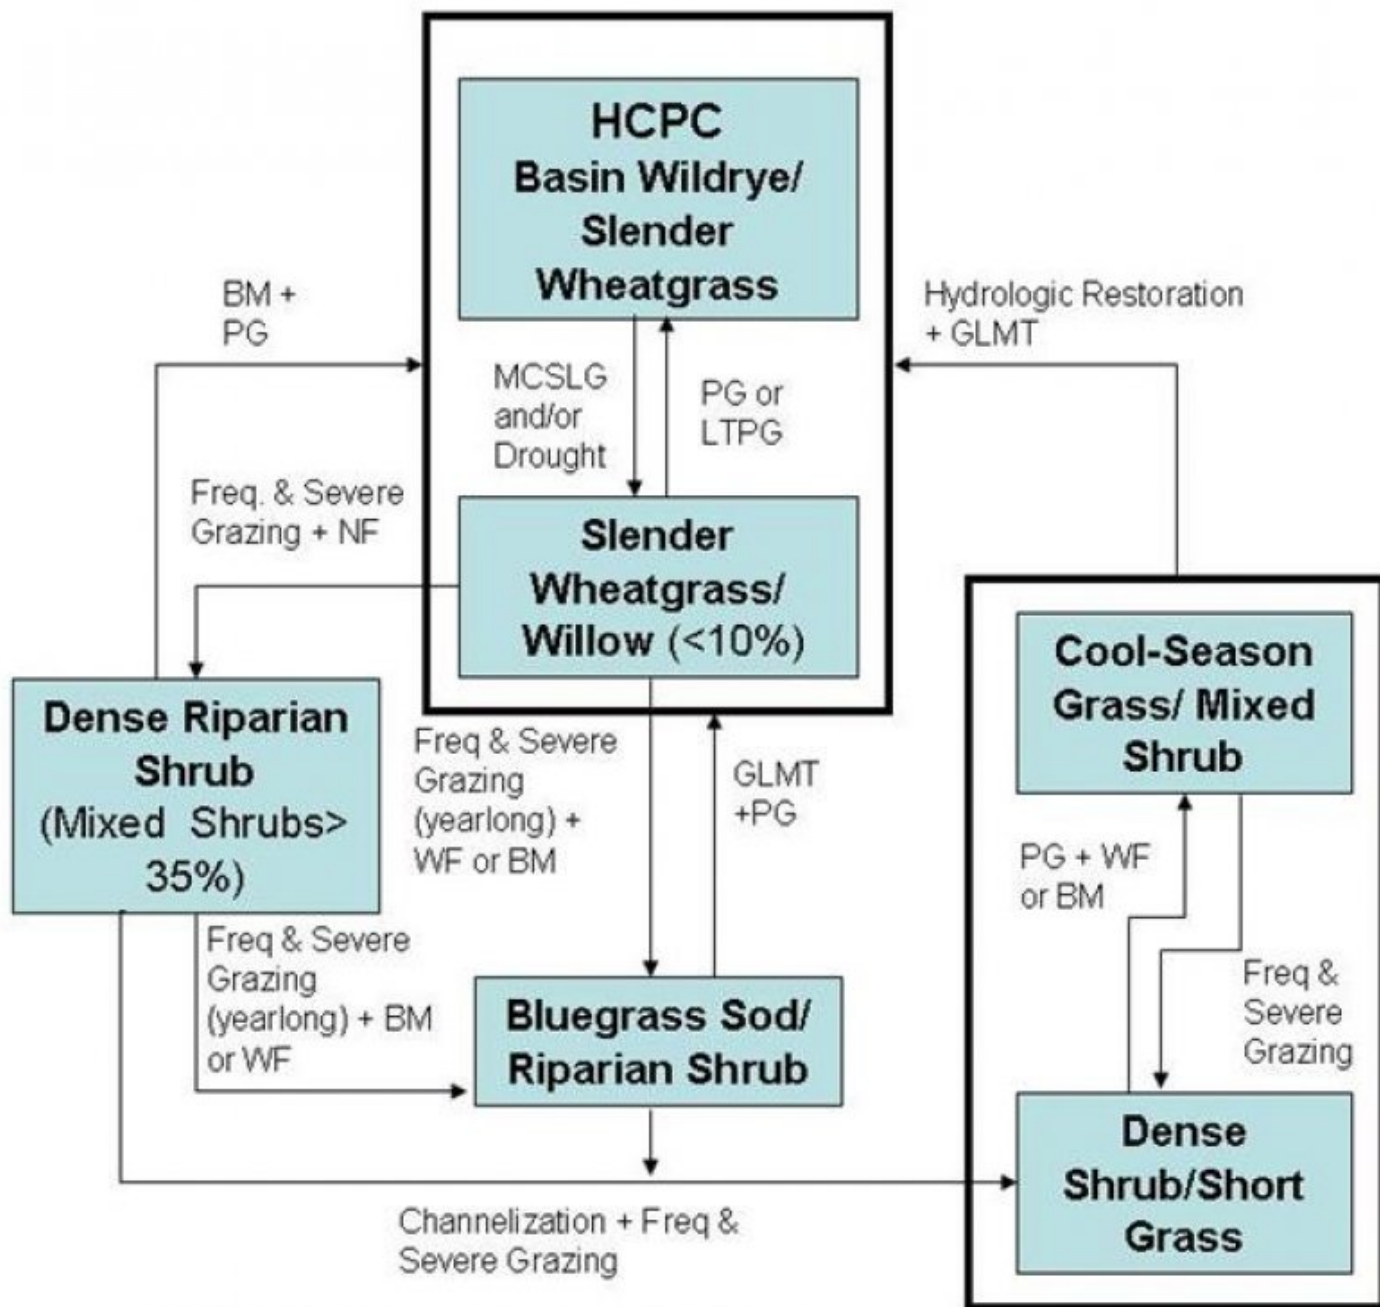 HCPC
Basin Wildrye/
Slender
Wheatgrass
BM +
PG
Hydrologic Restoration
+ GLMT
MCSLG
and/or
Drought
PG or
LTPG
Freq. & Severe
Grazing + NF
Slender
Wheatgrass/
Willow (<10%)
Cool-Season
Grass/ Mixed
Shrub
Dense Riparian
Shrub
(Mixed Shrubs>
35%)
Freq & Severe
Grazing
(yearlong) +
WF or BM
GLMT
+PG
PG + WF
or BM
Freq & Severe
Grazing
(yearlong) + BM
or WF
Freq &
Severe
Grazing
Bluegrass Sod/
Riparian Shrub
Dense
Shrub/Short
Grass
Channelization + Freq &
Severe Grazing